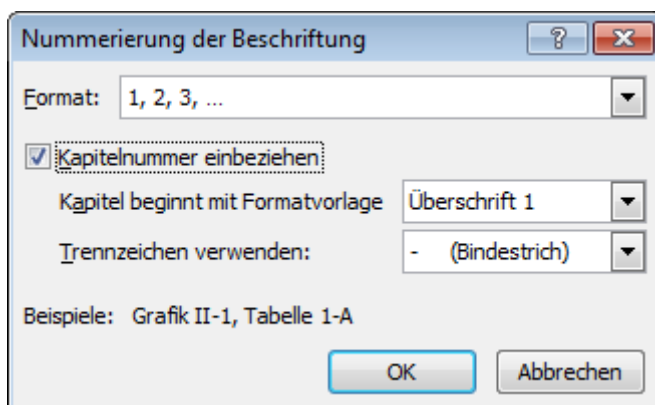 Nummerierung der Beschriftung
Format: 1, 2, 3, ...
Kapitelnummer einbeziehen
Kapitel beginnt mit Formatvorlage Überschrift 1
Trennzeichen verwenden: - (Bindestrich)
Beispiele: Grafik II-1, Tabelle 1-A
OK Abbrechen